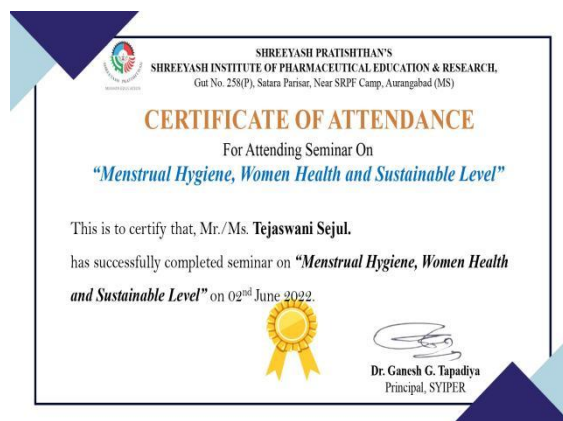 SHREEYASH PRATISHTHAN'S
SHREEYASH INSTITUTE OF PHARMACEUTICAL EDUCATION & RESEARCH,
Gut No. 258(P), Satara Parisar, Near SRPF Camp, Aurangabad (MS)
CERTIFICATE OF ATTENDANCE
For Attending Seminar On
“Menstrual Hygiene, Women Health and Sustainable Level”
This is to certify that, Mr./Ms. Tejaswani Sejul.
has successfully completed seminar on “Menstrual Hygiene, Women Health
and Sustainable Level” on 02nd June 2022.
Dr. Ganesh G. Tapadiya
Principal, SYIPER